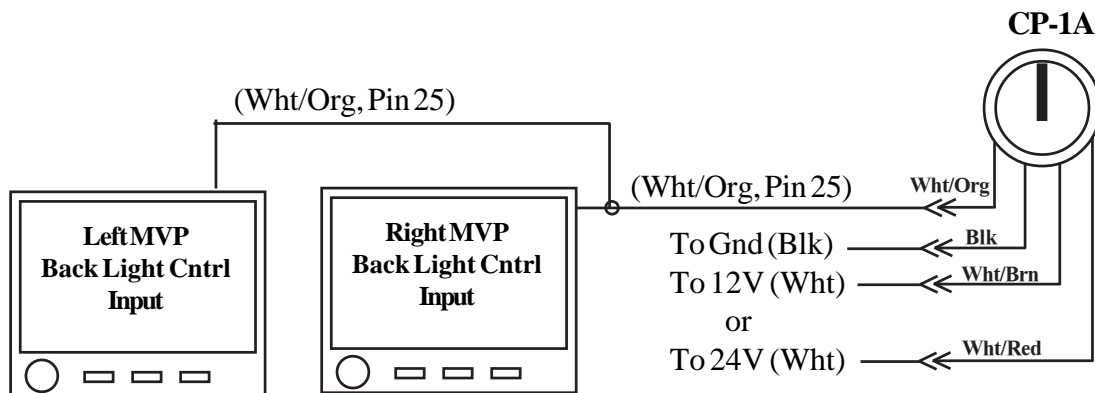 CP-1A
(Wht/Org, Pin 25)
(Wht/Org, Pin 25)
Wht/Org
Left MVP
Back Light Cntrl
Input
Right MVP
Back Light Cntrl
Input
To Gnd (Blk)
Blk
To 12V (Wht)
Wht/Brn
or
To 24V (Wht)
Wht/Red